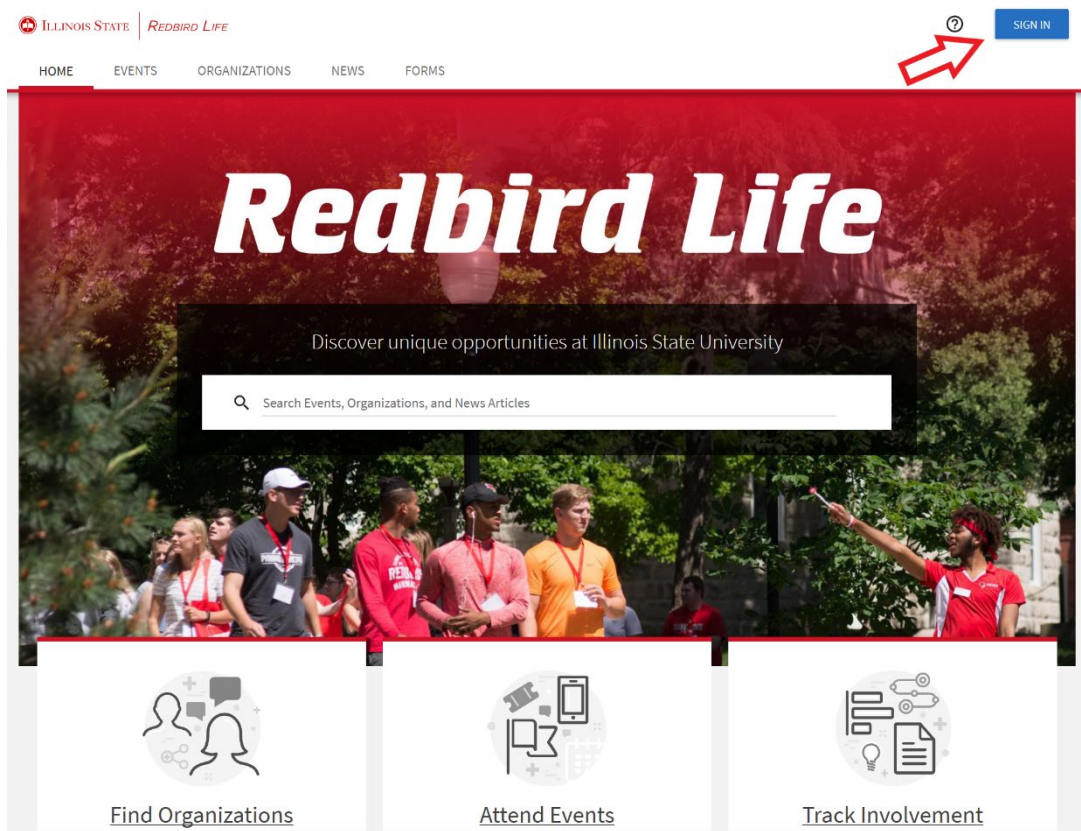 ILLINOIS STATE REDBIRD LIFE
SIGN IN
HOME EVENTS ORGANIZATIONS NEWS FORMS
Redbird Life
Discover unique opportunities at Illinois State University
Search Events, Organizations, and News Articles
Find Organizations
Attend Events
Track Involvement